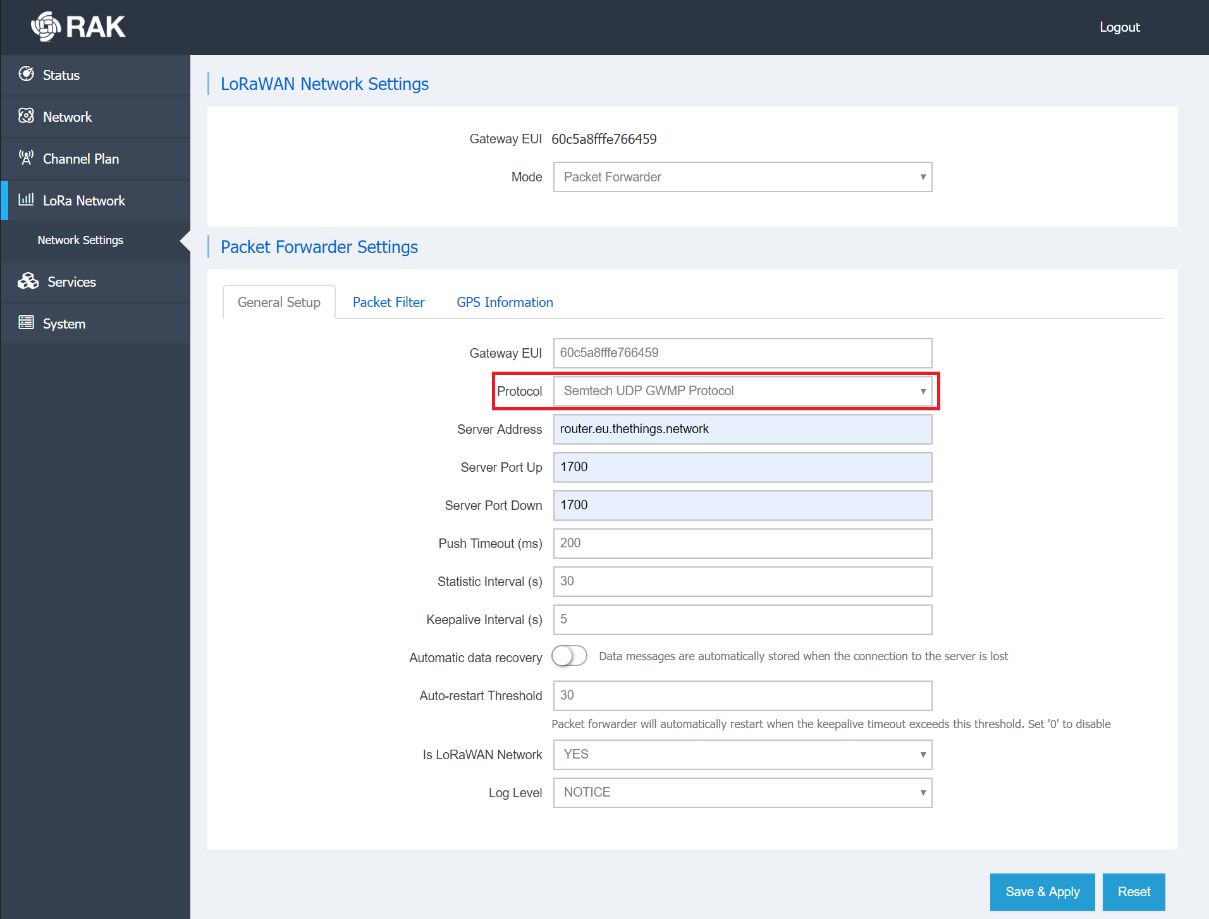 RAK
Logout
Status
Network
Channel Plan
LoRa Network
Network Settings
Services
System
LoRaWAN Network Settings
Gateway EUI 60c5a8fffe766459
Mode Packet Forwarder
Packet Forwarder Settings
General Setup Packet Filter GPS Information
Gateway EUI 60c5a8fffe766459
Protocol Semtech UDP GWMP Protocol
Server Address router.eu.thethings.network
Server Port Up 1700
Server Port Down 1700
Push Timeout (ms) 200
Statistic Interval (s) 30
Keepalive Interval (s) 5
Automatic data recovery Data messages are automatically stored when the connection to the server is lost
Auto-restart Threshold 30
Packet forwarder will automatically restart when the keepalive timeout exceeds this threshold. Set '0' to disable
Is LoRaWAN Network YES
Log Level NOTICE
Save & Apply Reset